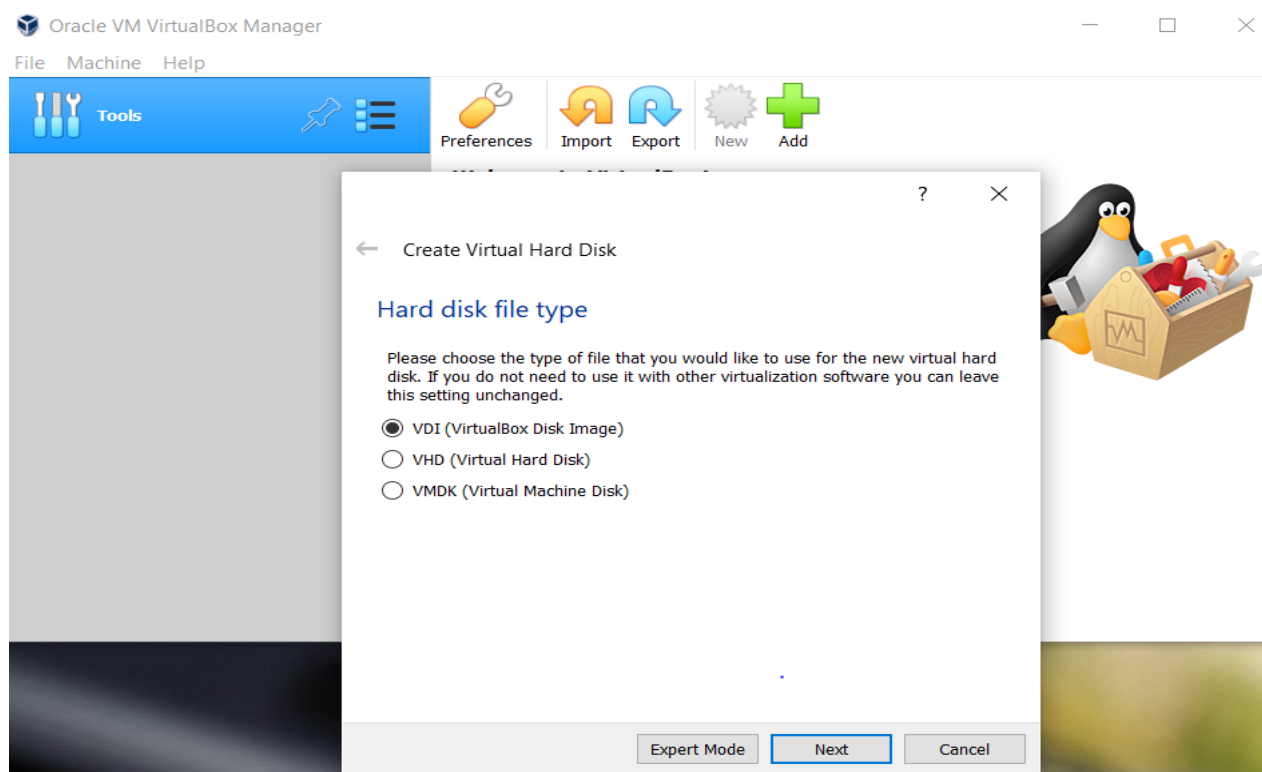 Oracle VM VirtualBox Manager
File Machine Help
Tools
Preferences Import Export New Add
Create Virtual Hard Disk
Hard disk file type
Please choose the type of file that you would like to use for the new virtual hard
disk. If you do not need to use it with other virtualization software you can leave
this setting unchanged.
VDI (VirtualBox Disk Image)
VHD (Virtual Hard Disk)
VMDK (Virtual Machine Disk)
Expert Mode Next Cancel